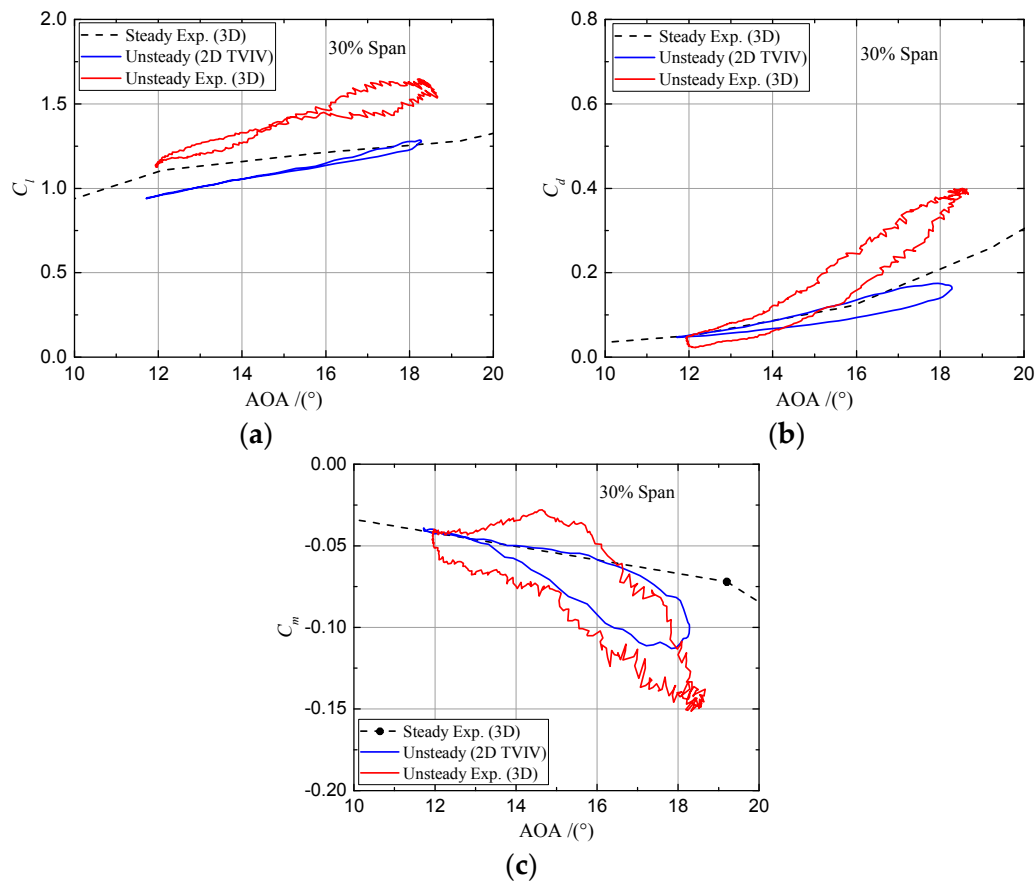 Steady Exp. (3D)
Unsteady (2D TVIV)
Unsteady Exp. (3D)
30% Span
2.0
1.5
1.0
0.5
0.0
C_l
10 12 14 16 18 20
AOA /(°)
(a)
Steady Exp. (3D)
Unsteady (2D TVIV)
Unsteady Exp. (3D)
30% Span
0.8
0.6
0.4
0.2
0.0
C_d
10 12 14 16 18 20
AOA /(°)
(b)
30% Span
0.00
-0.05
-0.10
-0.15
-0.20
C_m
Steady Exp. (3D)
Unsteady (2D TVIV)
Unsteady Exp. (3D)
10 12 14 16 18 20
AOA /(°)
(c)